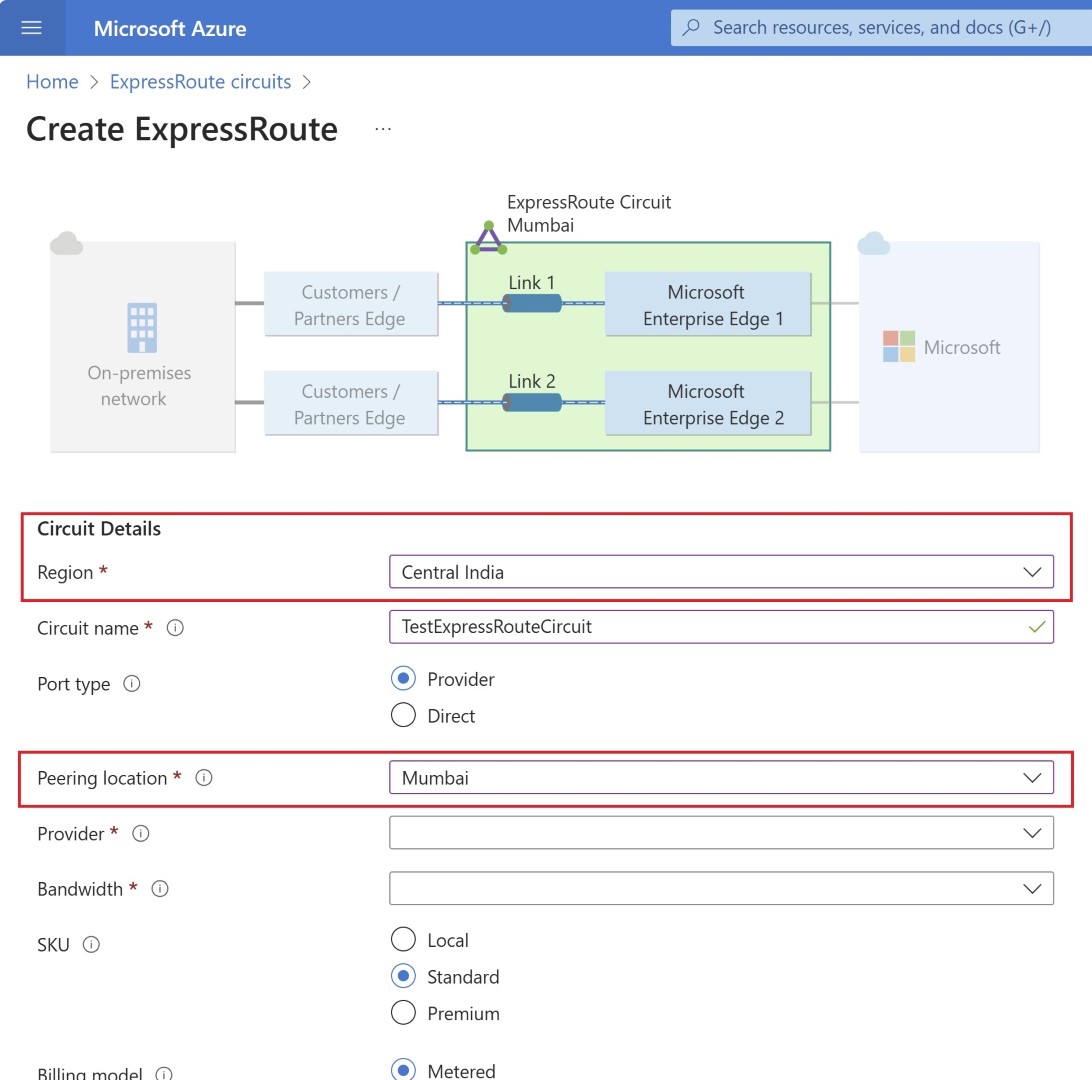 Microsoft Azure
Search resources, services, and docs (G+/)
Home > ExpressRoute circuits >
Create ExpressRoute ...
ExpressRoute Circuit
Mumbai
Link 1
Customers /
Partners Edge
Microsoft
Enterprise Edge 1
On-premises
network
Microsoft
Link 2
Customers /
Partners Edge
Microsoft
Enterprise Edge 2
Circuit Details
Region * Central India
Circuit name * TestExpressRouteCircuit
Port type Provider
Direct
Peering location * Mumbai
Provider *
Bandwidth *
SKU Local
Standard
Premium
Billing model Metered